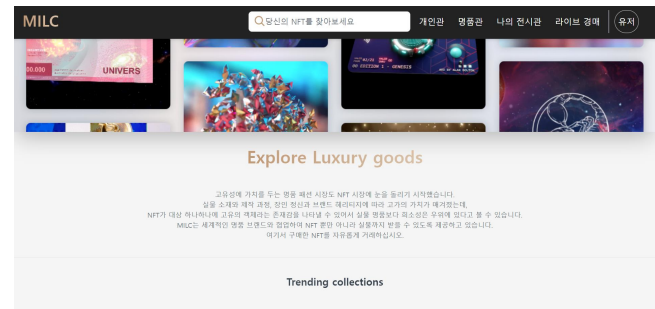 MILC
당신의 NFT를 찾아보세요
개인관
명품관
나의 전시관
라이브 경매
유저
00.000
UNIVERS
EDITION 1 - GENESIS
Explore Luxury goods
고유성에 가치를 두는 명품 패션 시장도 NFT 시장에 눈을 돌리기 시작했습니다.
실물 소재와 제작 과정, 장인 정신과 브랜드 헤리티지에 따라 고가의 가치가 매겨졌는데,
NFT가 대상 하나하나에 고유의 객체라는 존재감을 나타낼 수 있어서 실물 명품보다 희소성은 우위에 있다고 볼 수 있습니다.
MILC는 세계적인 명품 브랜드와 협업하여 NFT 뿐만 아니라 실물까지 받을 수 있도록 제공하고 있습니다.
여기서 구매한 NFT를 자유롭게 거래하십시오.
Trending collections